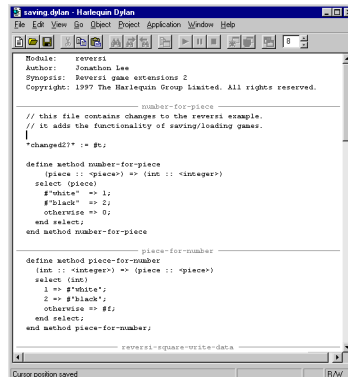 saving.dylan - Harlequin Dylan
File Edit View Go Object Project Application Window Help
8
Module: reversi
Author: Jonathon Lee
Synopsis: Reversi game extensions 2
Copyright: 1997 The Harlequin Group Limited. All rights reserved.
number-for-piece
// this file contains changes to the reversi example.
// it adds the functionality of saving/loading games.
*changed2?* := #t;
define method number-for-piece
(piece :: <piece>) => (int :: <integer>)
select (piece)
#"white" => 1;
#"black" => 2;
otherwise => 0;
end select;
end method number-for-piece
piece-for-number
define method piece-for-number
(int :: <integer>) => (piece :: <piece>)
select (int)
1 => #"white";
2 => #"black";
otherwise => #f;
end select;
end method piece-for-number;
reversi-square-write-data
Cursor position saved
R/W